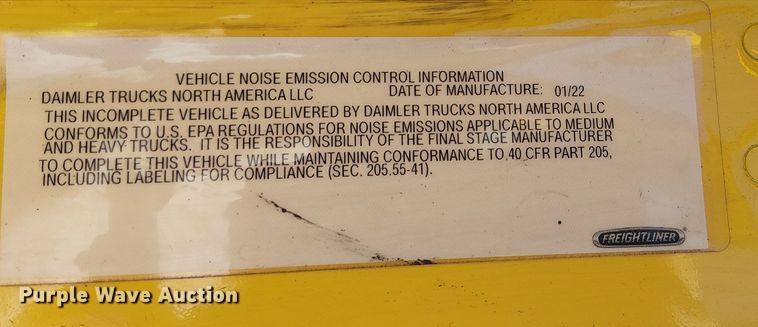 VEHICLE NOISE EMISSION CONTROL INFORMATION
DAIMLER TRUCKS NORTH AMERICA LLC DATE OF MANUFACTURE: 01/22
THIS INCOMPLETE VEHICLE AS DELIVERED BY DAIMLER TRUCKS NORTH AMERICA LLC
CONFORMS TO U.S. EPA REGULATIONS FOR NOISE EMISSIONS APPLICABLE TO MEDIUM
AND HEAVY TRUCKS. IT IS THE RESPONSIBILITY OF THE FINAL STAGE MANUFACTURER
TO COMPLETE THIS VEHICLE WHILE MAINTAINING CONFORMANCE TO 40 CFR PART 205,
INCLUDING LABELING FOR COMPLIANCE (SEC. 205.55-41).
FREIGHTLINER
Purple Wave Auction